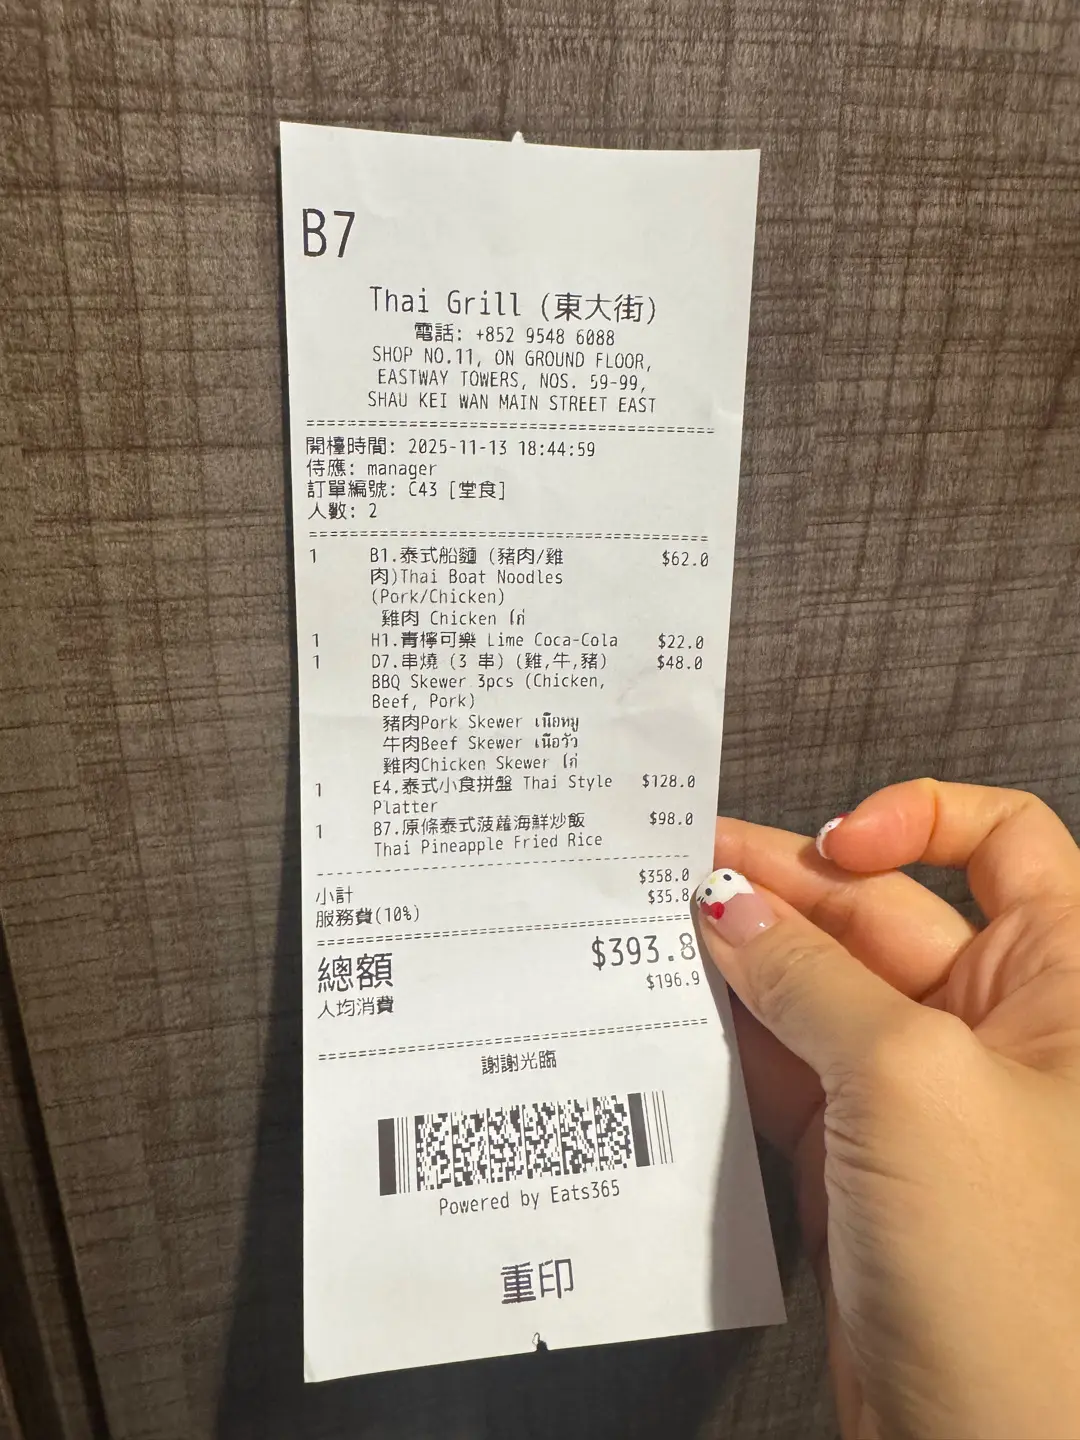 B7
Thai Grill (東大街)
電話: +852 9548 6088
SHOP NO.11, ON GROUND FLOOR,
EASTWAY TOWERS, NOS. 59-99,
SHAU KEI WAN MAIN STREET EAST
開檯時間: 2025-11-13 18:44:59
侍應: manager
訂單編號: C43 [堂食]
人數: 2
1 B1.泰式船麵 (豬肉/雞 $62.0
肉)Thai Boat Noodles
(Pork/Chicken)
雞肉 Chicken ไก่
1 H1.青檸可樂 Lime Coca-Cola $22.0
1 D7.串燒 (3 串) (雞,牛,豬) $48.0
BBQ Skewer 3pcs (Chicken,
Beef, Pork)
豬肉Pork Skewer เนื้อหมู
牛肉Beef Skewer เนื้อวัว
雞肉Chicken Skewer ไก่
1 E4.泰式小食拼盤 Thai Style $128.0
Platter
1 B7.原條泰式菠蘿海鮮炒飯 $98.0
Thai Pineapple Fried Rice
小計 $358.0
服務費(10%) $35.8
總額 $393.8
人均消費 $196.9
謝謝光臨
Powered by Eats365
重印